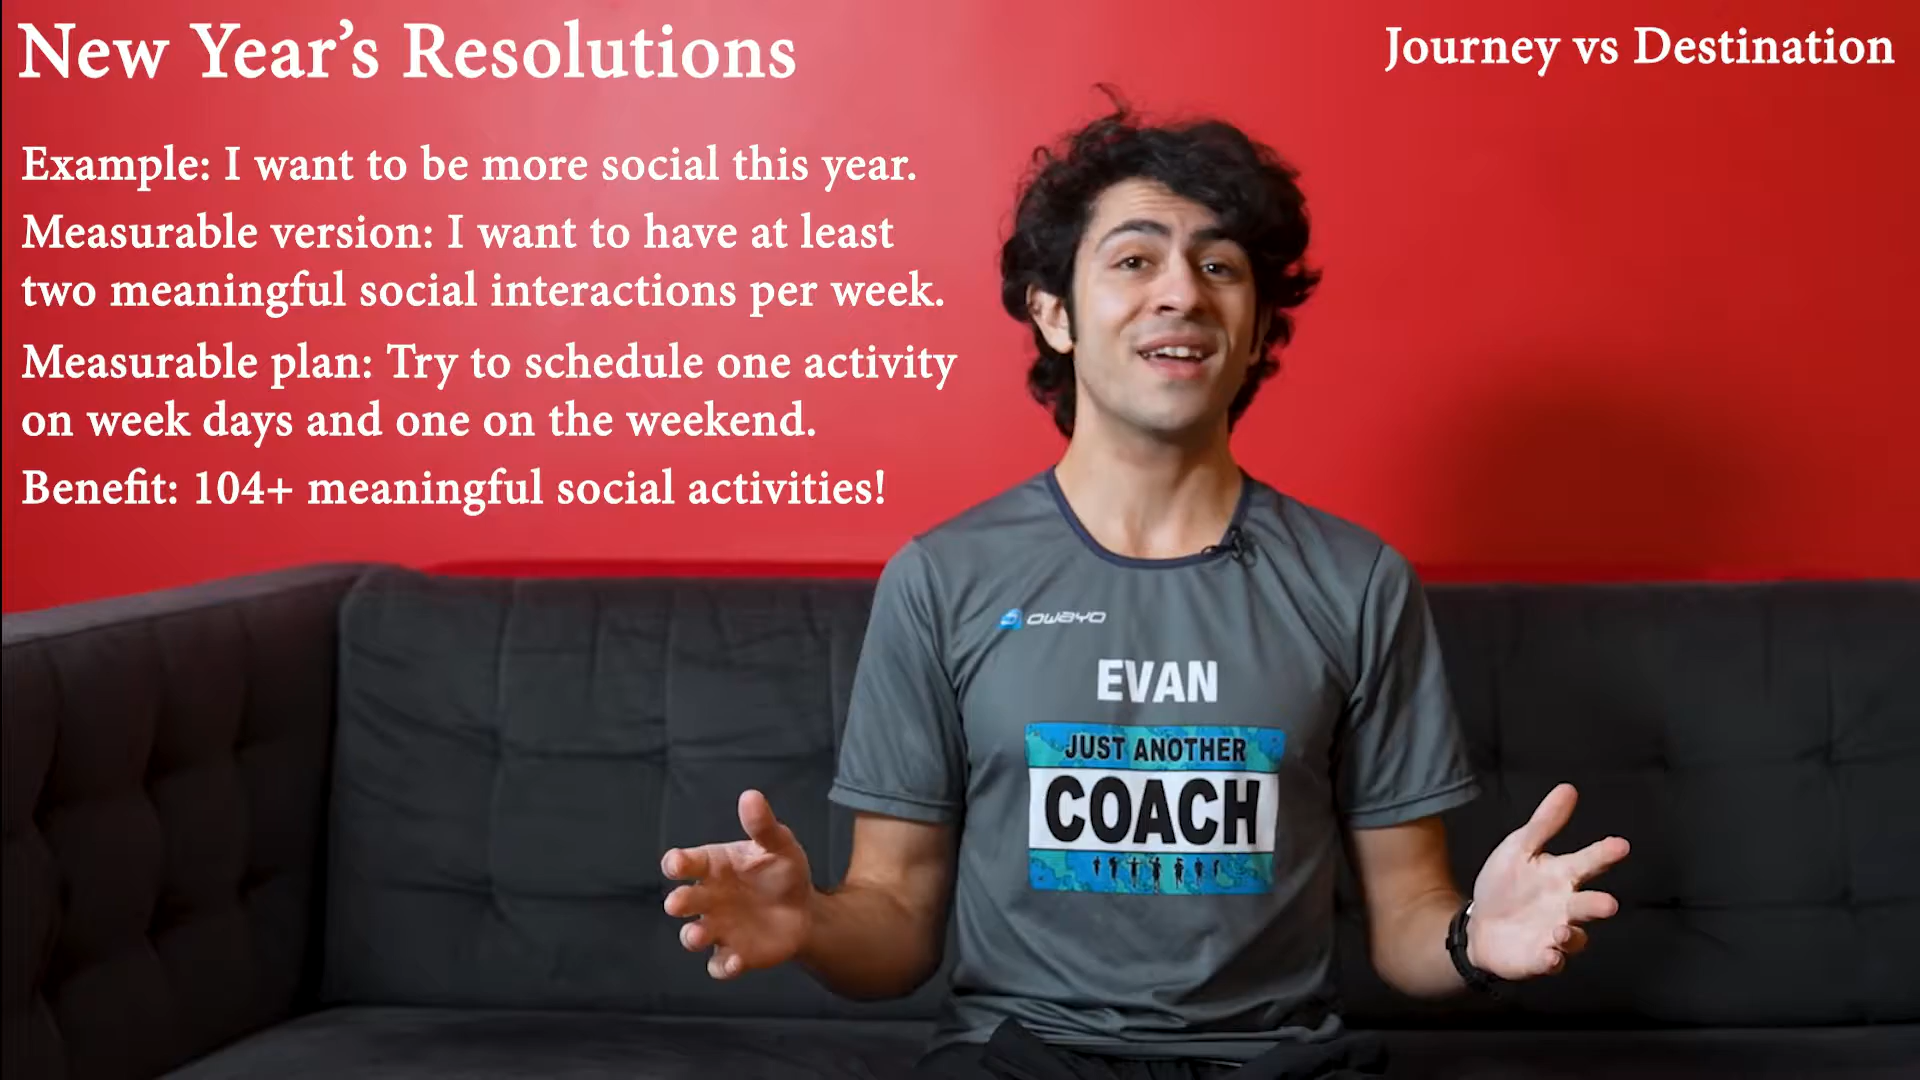 New Year’s Resolutions
Journey vs Destination
Example: I want to be more social this year.
Measurable version: I want to have at least
two meaningful social interactions per week.
Measurable plan: Try to schedule one activity
on week days and one on the weekend.
Benefit: 104+ meaningful social activities!
owayo
EVAN
JUST ANOTHER
COACH